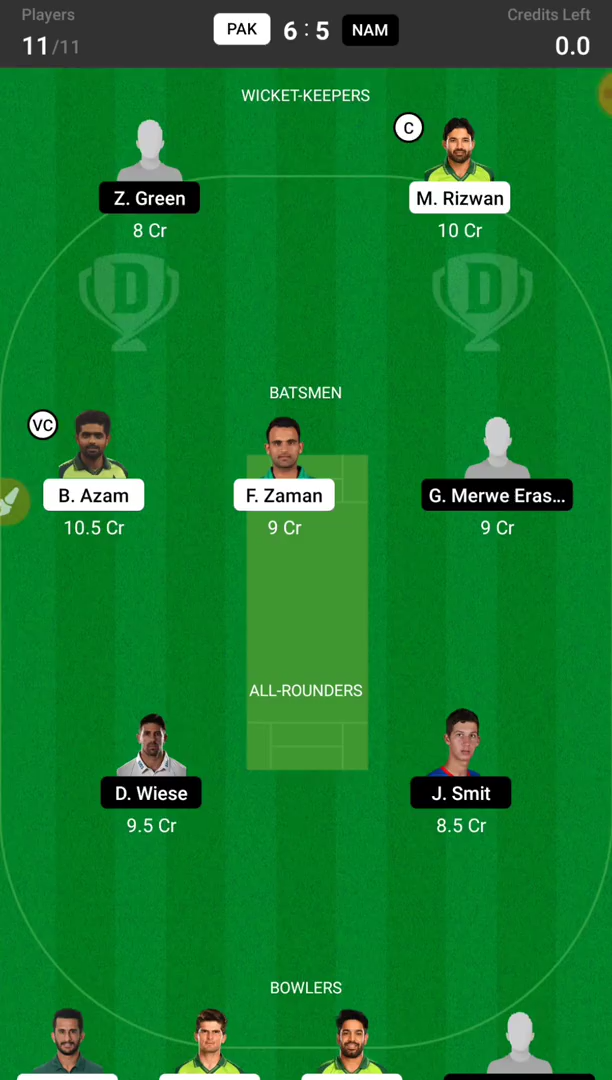 Players
Credits Left
11/11
PAK 6 : 5 NAM
0.0
WICKET-KEEPERS
C
Z. Green
M. Rizwan
8 Cr
10 Cr
D
D
BATSMEN
VC
B. Azam
F. Zaman
G. Merwe Eras...
10.5 Cr
9 Cr
9 Cr
ALL-ROUNDERS
D. Wiese
J. Smit
9.5 Cr
8.5 Cr
BOWLERS